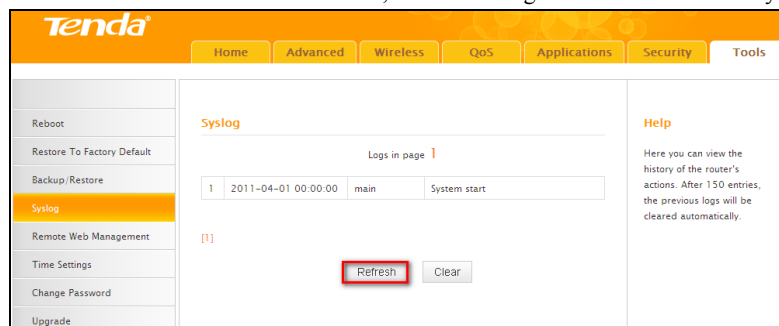 Tenda®
Home Advanced Wireless QoS Applications Security Tools
Reboot
Restore To Factory Default
Backup/Restore
Syslog
Remote Web Management
Time Settings
Change Password
Upgrade
Syslog
Logs in page 1
1 2011-04-01 00:00:00 main System start
[1]
Refresh Clear
Help
Here you can view the
history of the router's
actions. After 150 entries,
the previous logs will be
cleared automatically.